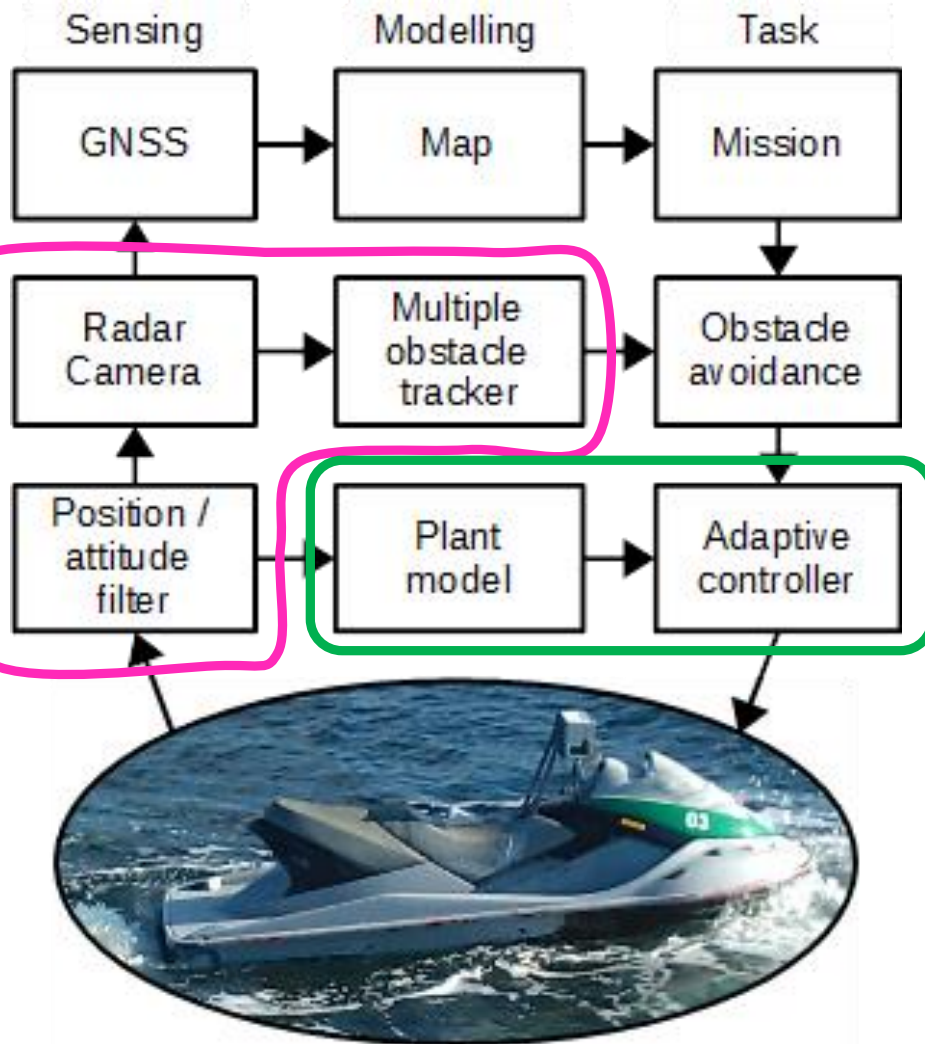 Sensing
Modelling
Task
GNSS
Map
Mission
Radar
Camera
Multiple
obstacle
tracker
Obstacle
avoidance
Position /
attitude
filter
Plant
model
Adaptive
controller
03